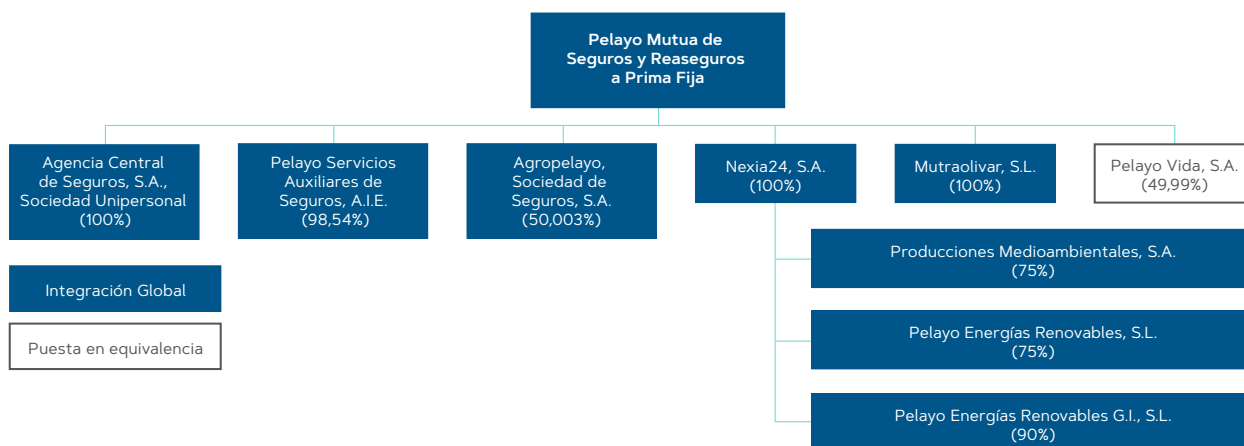 Pelayo Mutua de
Seguros y Reaseguros
a Prima Fija
Agencia Central
de Seguros, S.A.,
Sociedad Unipersonal
(100%)
Pelayo Servicios
Auxiliares de
Seguros, A.I.E.
(98,54%)
Agropelayo,
Sociedad de
Seguros, S.A.
(50,003%)
Nexia24, S.A.
(100%)
Mutraolivar, S.L.
(100%)
Pelayo Vida, S.A.
(49,99%)
Producciones Medioambientales, S.A.
(75%)
Pelayo Energías Renovables, S.L.
(75%)
Pelayo Energías Renovables G.I., S.L.
(90%)
Integración Global
Puesta en equivalencia